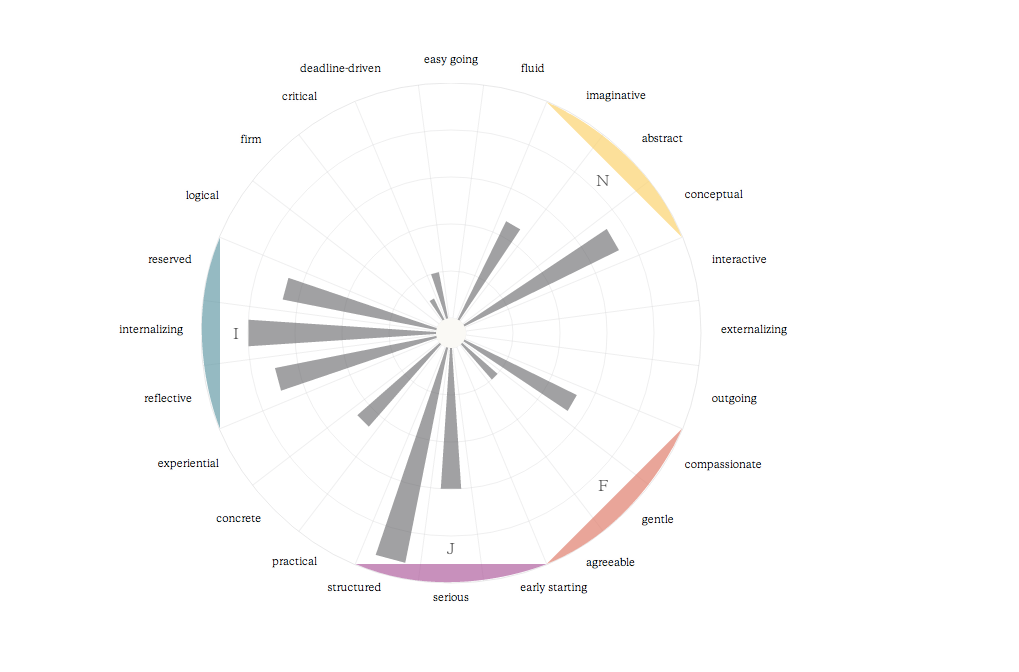 easy going
deadline-driven
fluid
critical
imaginative
firm
abstract
N
logical
conceptual
reserved
interactive
internalizing
I
externalizing
reflective
outgoing
experiential
compassionate
F
concrete
gentle
J
practical
agreeable
structured
early starting
serious